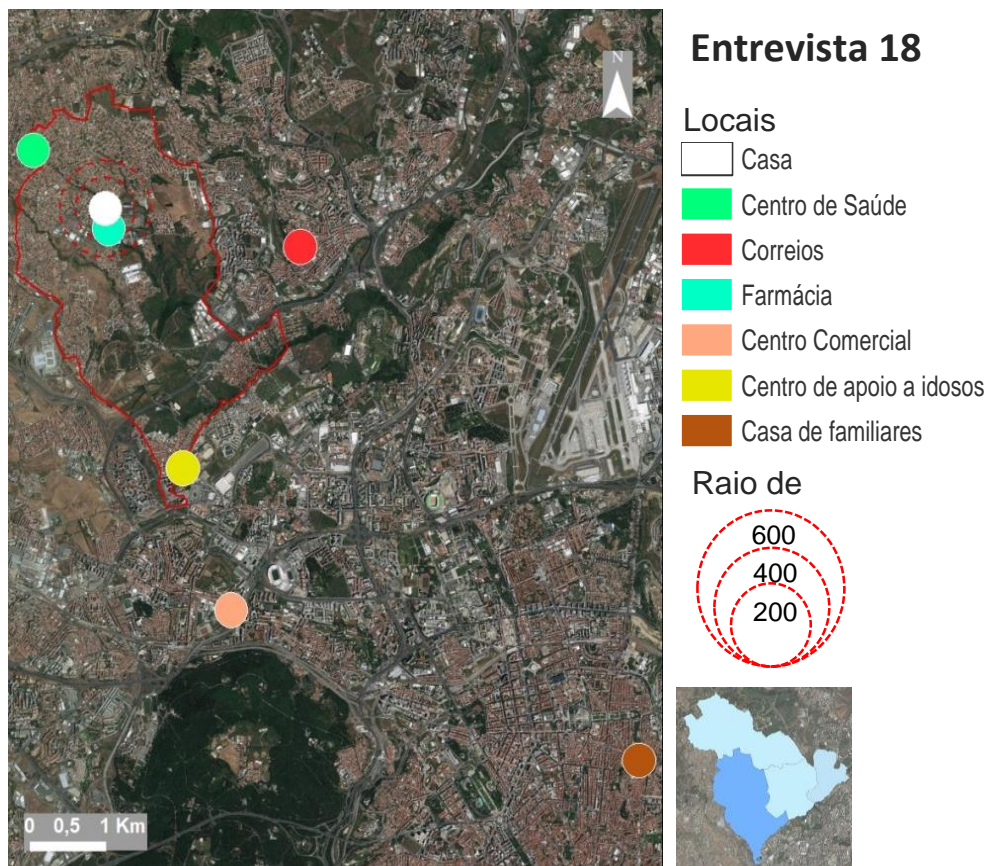 Entrevista 18
N
Locais
Casa
Centro de Saúde
Correios
Farmácia
Centro Comercial
Centro de apoio a idosos
Casa de familiares
Raio de
600
400
200
0 0,5 1 Km